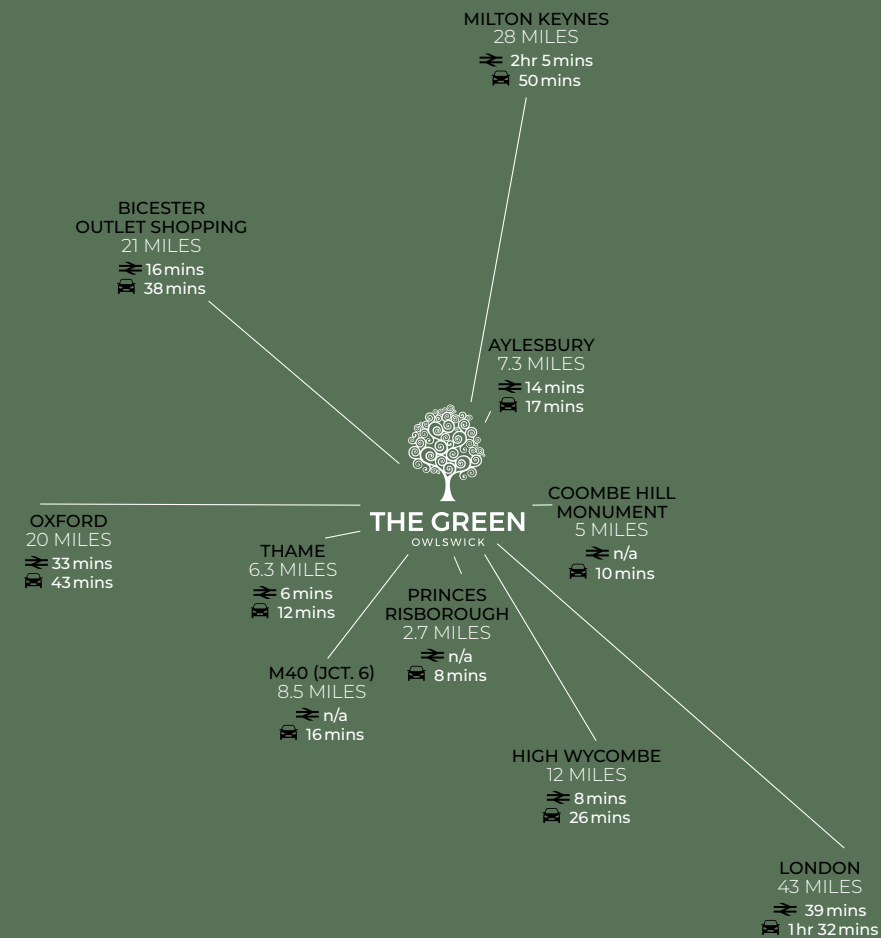 MILTON KEYNES
28 MILES
2hr 5mins
50mins
BICESTER
OUTLET SHOPPING
21 MILES
16mins
38mins
AYLESBURY
7.3 MILES
14mins
17mins
THE GREEN
OWLSWICK
COOMBE HILL
MONUMENT
5 MILES
n/a
10mins
OXFORD
20 MILES
33mins
43mins
THAME
6.3 MILES
6mins
12mins
PRINCES
RISBOROUGH
2.7 MILES
n/a
8mins
M40 (JCT. 6)
8.5 MILES
n/a
16mins
HIGH WYCOMBE
12 MILES
8mins
26mins
LONDON
43 MILES
39mins
1hr 32mins